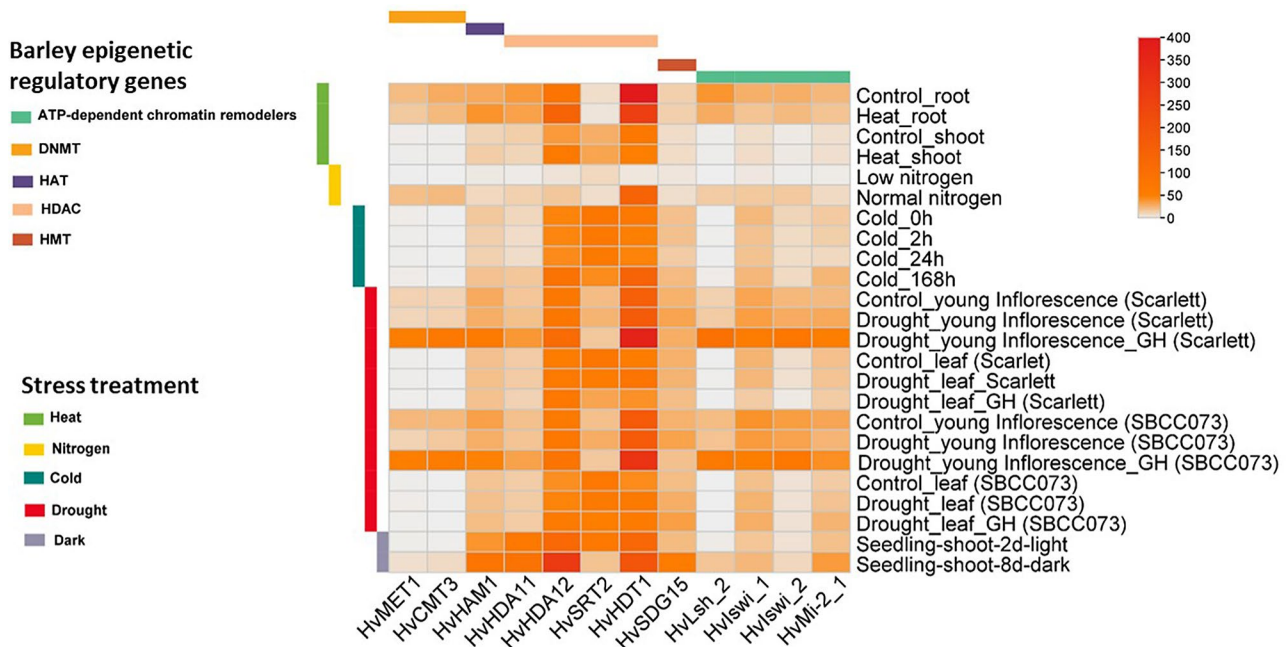 Barley epigenetic
regulatory genes
ATP-dependent chromatin remodelers
DNMT
HAT
HDAC
HMT
Stress treatment
Heat
Nitrogen
Cold
Drought
Dark
Control_root
Heat_root
Control_shoot
Heat_shoot
Low nitrogen
Normal nitrogen
Cold_0h
Cold_2h
Cold_24h
Cold_168h
Control_young Inflorescence (Scarlett)
Drought_young Inflorescence (Scarlett)
Drought_young Inflorescence_GH (Scarlett)
Control_leaf (Scarlet)
Drought_leaf_Scarlett
Drought_leaf_GH (Scarlett)
Control_young Inflorescence (SBCC073)
Drought_young Inflorescence (SBCC073)
Drought_young Inflorescence_GH (SBCC073)
Control_leaf (SBCC073)
Drought_leaf (SBCC073)
Drought_leaf_GH (SBCC073)
Seedling-shoot-2d-light
Seedling-shoot-8d-dark
400
350
300
250
200
150
100
50
0
HvMET1
HvCMT3
HvHAM1
HvHDA11
HvHDA12
HvSRT2
HvHDT1
HvSDG15
HvLsh_2
HvIswi_1
HvIswi_2
HvMi-2_1